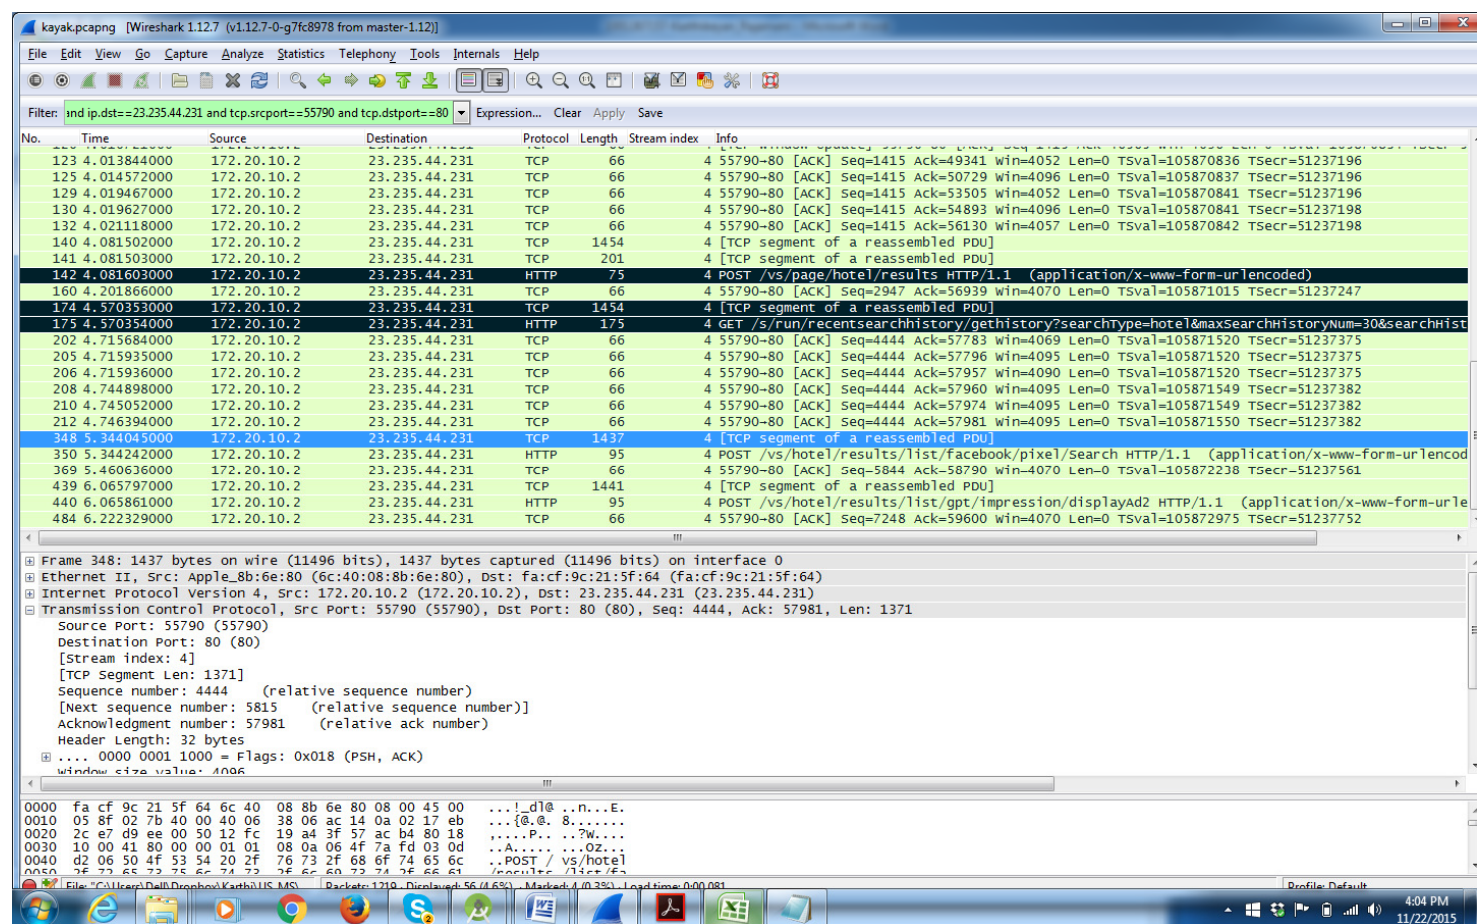 kayak.pcapng [Wireshark 1.12.7 (v1.12.7-0-g7fc8978 from master-1.12)]
File Edit View Go Capture Analyze Statistics Telephony Tools Internals Help
Filter: and ip.dst==23.235.44.231 and tcp.srcport==55790 and tcp.dstport==80 Expression... Clear Apply Save
No. Time Source Destination Protocol Length Stream index Info
123 4.013844000 172.20.10.2 23.235.44.231 TCP 66 4 55790→80 [ACK] Seq=1415 Ack=49341 Win=4052 Len=0 TSval=105870836 TSecr=51237196
125 4.014572000 172.20.10.2 23.235.44.231 TCP 66 4 55790→80 [ACK] Seq=1415 Ack=50729 Win=4096 Len=0 TSval=105870837 TSecr=51237196
129 4.019467000 172.20.10.2 23.235.44.231 TCP 66 4 55790→80 [ACK] Seq=1415 Ack=53505 Win=4052 Len=0 TSval=105870841 TSecr=51237196
130 4.019627000 172.20.10.2 23.235.44.231 TCP 66 4 55790→80 [ACK] Seq=1415 Ack=54893 Win=4096 Len=0 TSval=105870841 TSecr=51237198
132 4.021118000 172.20.10.2 23.235.44.231 TCP 66 4 55790→80 [ACK] Seq=1415 Ack=56130 Win=4057 Len=0 TSval=105870842 TSecr=51237198
140 4.081502000 172.20.10.2 23.235.44.231 TCP 1454 4 [TCP segment of a reassembled PDU]
141 4.081503000 172.20.10.2 23.235.44.231 TCP 201 4 [TCP segment of a reassembled PDU]
142 4.081603000 172.20.10.2 23.235.44.231 HTTP 75 4 POST /vs/page/hotel/results HTTP/1.1 (application/x-www-form-urlencoded)
160 4.201866000 172.20.10.2 23.235.44.231 TCP 66 4 55790→80 [ACK] Seq=2947 Ack=56939 Win=4070 Len=0 TSval=105871015 TSecr=51237247
174 4.570353000 172.20.10.2 23.235.44.231 TCP 1454 4 [TCP segment of a reassembled PDU]
175 4.570354000 172.20.10.2 23.235.44.231 HTTP 175 4 GET /s/run/recentsearchhistory/gethistory?searchType=hotel&maxSearchHistoryNum=30&searchHist
202 4.715684000 172.20.10.2 23.235.44.231 TCP 66 4 55790→80 [ACK] Seq=4444 Ack=57783 Win=4069 Len=0 TSval=105871520 TSecr=51237375
205 4.715935000 172.20.10.2 23.235.44.231 TCP 66 4 55790→80 [ACK] Seq=4444 Ack=57796 Win=4095 Len=0 TSval=105871520 TSecr=51237375
206 4.715936000 172.20.10.2 23.235.44.231 TCP 66 4 55790→80 [ACK] Seq=4444 Ack=57957 Win=4090 Len=0 TSval=105871520 TSecr=51237375
208 4.744898000 172.20.10.2 23.235.44.231 TCP 66 4 55790→80 [ACK] Seq=4444 Ack=57960 Win=4095 Len=0 TSval=105871549 TSecr=51237382
210 4.745052000 172.20.10.2 23.235.44.231 TCP 66 4 55790→80 [ACK] Seq=4444 Ack=57974 Win=4095 Len=0 TSval=105871549 TSecr=51237382
212 4.746394000 172.20.10.2 23.235.44.231 TCP 66 4 55790→80 [ACK] Seq=4444 Ack=57981 Win=4095 Len=0 TSval=105871550 TSecr=51237382
348 5.344045000 172.20.10.2 23.235.44.231 TCP 1437 4 [TCP segment of a reassembled PDU]
350 5.344242000 172.20.10.2 23.235.44.231 HTTP 95 4 POST /vs/hotel/results/list/facebook/pixel/Search HTTP/1.1 (application/x-www-form-urlencod
369 5.460636000 172.20.10.2 23.235.44.231 TCP 66 4 55790→80 [ACK] Seq=5844 Ack=58790 Win=4070 Len=0 TSval=105872238 TSecr=51237561
439 6.065797000 172.20.10.2 23.235.44.231 TCP 1441 4 [TCP segment of a reassembled PDU]
440 6.065861000 172.20.10.2 23.235.44.231 HTTP 95 4 POST /vs/hotel/results/list/gpt/impression/displayAd2 HTTP/1.1 (application/x-www-form-urle
484 6.222329000 172.20.10.2 23.235.44.231 TCP 66 4 55790→80 [ACK] Seq=7248 Ack=59600 Win=4070 Len=0 TSval=105872975 TSecr=51237752
Frame 348: 1437 bytes on wire (11496 bits), 1437 bytes captured (11496 bits) on interface 0
Ethernet II, Src: Apple_8b:6e:80 (6c:40:08:8b:6e:80), Dst: fa:cf:9c:21:5f:64 (fa:cf:9c:21:5f:64)
Internet Protocol Version 4, Src: 172.20.10.2 (172.20.10.2), Dst: 23.235.44.231 (23.235.44.231)
Transmission Control Protocol, Src Port: 55790 (55790), Dst Port: 80 (80), Seq: 4444, Ack: 57981, Len: 1371
Source Port: 55790 (55790)
Destination Port: 80 (80)
[Stream index: 4]
[TCP Segment Len: 1371]
Sequence number: 4444 (relative sequence number)
[Next sequence number: 5815 (relative sequence number)]
Acknowledgment number: 57981 (relative ack number)
Header Length: 32 bytes
.... 0000 0001 1000 = Flags: 0x018 (PSH, ACK)
Window size value: 4096
0000 fa cf 9c 21 5f 64 6c 40 08 8b 6e 80 08 00 45 00 ...!_dl@ ..n...E.
0010 05 8f 02 7b 40 00 40 06 38 06 ac 14 0a 02 17 eb ...{@.@. 8.......
0020 2c e7 d9 ee 00 50 12 fc 19 a4 3f 57 ac b4 80 18 ,....P.. ..?W....
0030 10 00 41 80 00 00 01 01 08 0a 06 4f 7a fd 03 0d ..A..... ...Oz...
0040 d2 06 50 4f 53 54 20 2f 76 73 2f 68 6f 74 65 6c ..POST / vs/hotel
0050 2f 72 65 73 75 6c 74 73 2f 6c 69 73 74 2f 66 61 /results /list/fa
File: "C:\Users\Dell\Dropbox\Karthi\US_MS\ Packets: 1219 · Displayed: 56 (4.6%) · Marked: 4 (0.3%) · Load time: 0:00.081 Profile: Default
4:04 PM
11/22/2015